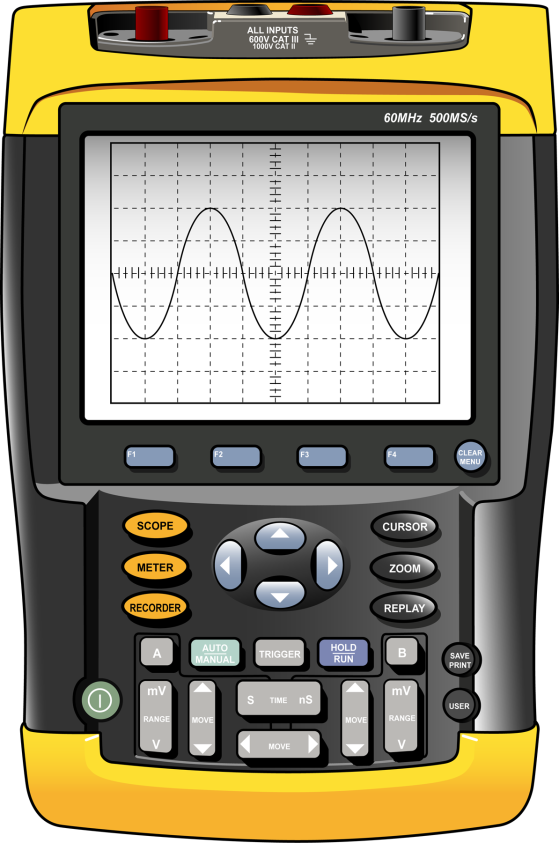 ALL INPUTS
600V CAT III
1000V CAT II
60MHz 500MS/s
F1
F2
F3
F4
CLEAR
MENU
SCOPE
CURSOR
METER
ZOOM
RECORDER
REPLAY
A
AUTO
MANUAL
TRIGGER
HOLD
RUN
B
SAVE
PRINT
mV
RANGE
V
MOVE
S TIME nS
MOVE
MOVE
mV
RANGE
V
USER